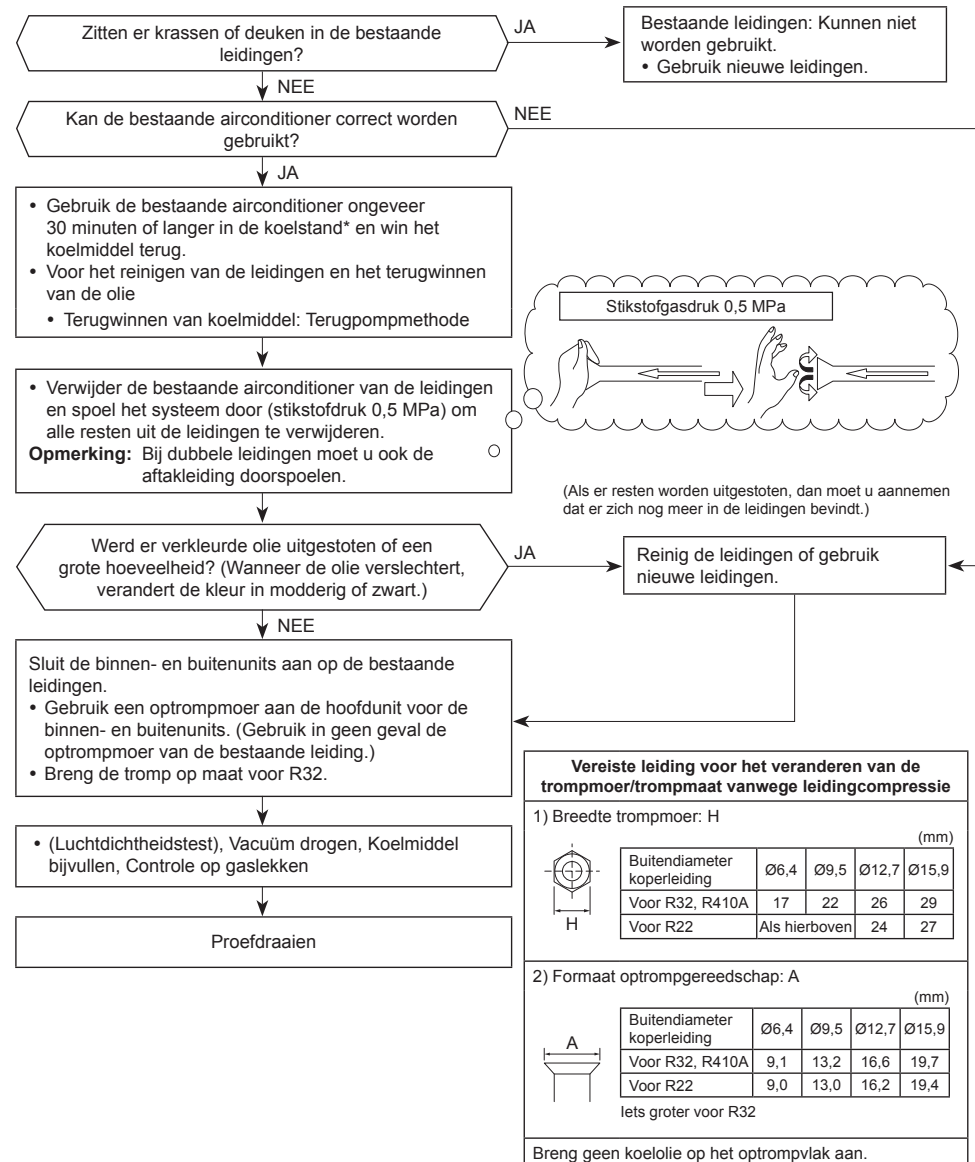 Zitten er krassen of deuken in de bestaande
leidingen?
JA
Bestaande leidingen: Kunnen niet
worden gebruikt.
• Gebruik nieuwe leidingen.
NEE
Kan de bestaande airconditioner correct worden
gebruikt?
NEE
JA
• Gebruik de bestaande airconditioner ongeveer
30 minuten of langer in de koelstand* en win het
koelmiddel terug.
• Voor het reinigen van de leidingen en het terugwinnen
van de olie
• Terugwinnen van koelmiddel: Terugpompmethode
Stikstofgasdruk 0,5 MPa
• Verwijder de bestaande airconditioner van de leidingen
en spoel het systeem door (stikstofdruk 0,5 MPa) om
alle resten uit de leidingen te verwijderen.
Opmerking: Bij dubbele leidingen moet u ook de
aftakleiding doorspoelen.
(Als er resten worden uitgestoten, dan moet u aannemen
dat er zich nog meer in de leidingen bevindt.)
Werd er verkleurde olie uitgestoten of een
grote hoeveelheid? (Wanneer de olie verslechtert,
verandert de kleur in modderig of zwart.)
JA
Reinig de leidingen of gebruik
nieuwe leidingen.
NEE
Sluit de binnen- en buitenunits aan op de bestaande
leidingen.
• Gebruik een optrompmoer aan de hoofdunit voor de
binnen- en buitenunits. (Gebruik in geen geval de
optrompmoer van de bestaande leiding.)
• Breng de tromp op maat voor R32.
• (Luchtdichtheidstest), Vacuüm drogen, Koelmiddel
bijvullen, Controle op gaslekken
Proefdraaien
Vereiste leiding voor het veranderen van de
trompmoer/trompmaat vanwege leidingcompressie
1) Breedte trompmoer: H
(mm)
H
Buitendiameter
koperleiding Ø6,4 Ø9,5 Ø12,7 Ø15,9
Voor R32, R410A 17 22 26 29
Voor R22 Als hierboven 24 27
2) Formaat optrompgereedschap: A
(mm)
A
Buitendiameter
koperleiding Ø6,4 Ø9,5 Ø12,7 Ø15,9
Voor R32, R410A 9,1 13,2 16,6 19,7
Voor R22 9,0 13,0 16,2 19,4
Iets groter voor R32
Breng geen koelolie op het optrompvlak aan.